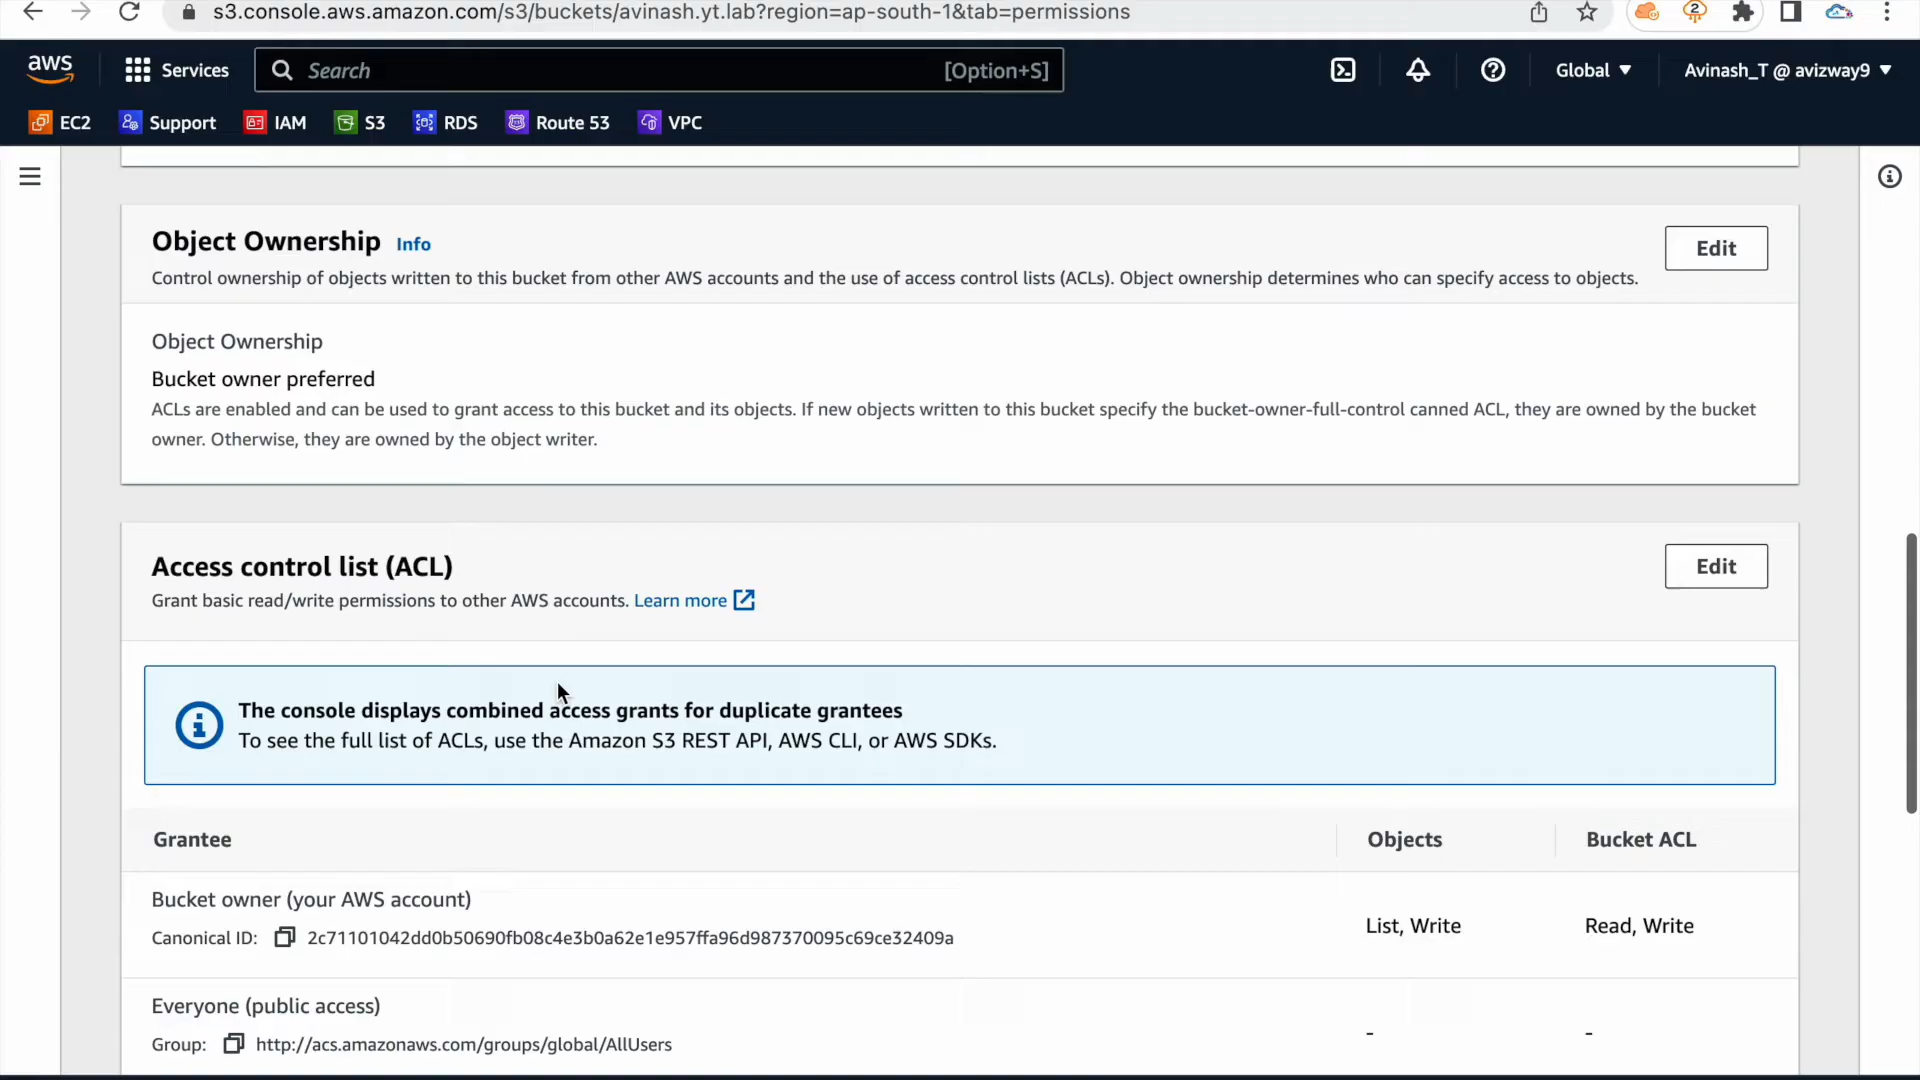 s3.console.aws.amazon.com/s3/buckets/avinash.yt.lab?region=ap-south-1&tab=permissions
2
aws
Services
Search
[Option+S]
Global
Avinash_T @ avizway9
EC2
Support
IAM
S3
RDS
Route 53
VPC
Object Ownership Info
Edit
Control ownership of objects written to this bucket from other AWS accounts and the use of access control lists (ACLs). Object ownership determines who can specify access to objects.
Object Ownership
Bucket owner preferred
ACLs are enabled and can be used to grant access to this bucket and its objects. If new objects written to this bucket specify the bucket-owner-full-control canned ACL, they are owned by the bucket
owner. Otherwise, they are owned by the object writer.
Access control list (ACL)
Edit
Grant basic read/write permissions to other AWS accounts. Learn more
The console displays combined access grants for duplicate grantees
To see the full list of ACLs, use the Amazon S3 REST API, AWS CLI, or AWS SDKs.
Grantee Objects Bucket ACL
Bucket owner (your AWS account)
List, Write Read, Write
Canonical ID: 2c71101042dd0b50690fb08c4e3b0a62e1e957ffa96d987370095c69ce32409a
Everyone (public access)
- -
Group: http://acs.amazonaws.com/groups/global/AllUsers